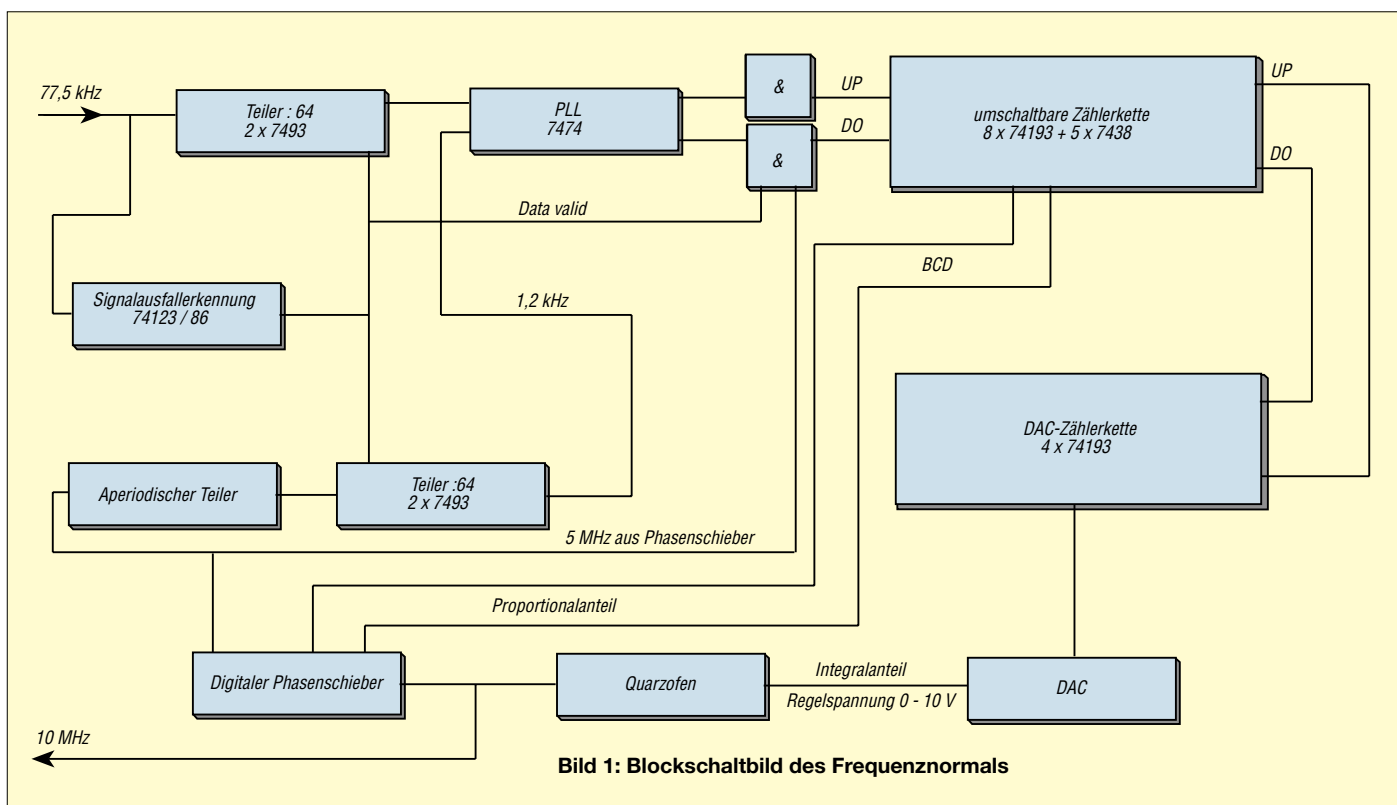 77,5 kHz
Teiler : 64
2 x 7493
PLL
7474
&
UP
&
DO
umschaltbare Zählerkette
8 x 74193 + 5 x 7438
UP
DO
Data valid
BCD
Signalausfallerkennung
74123 / 86
1,2 kHz
DAC-Zählerkette
4 x 74193
Aperiodischer Teiler
Teiler :64
2 x 7493
5 MHz aus Phasenschieber
Proportionalanteil
Digitaler Phasenschieber
Quarzofen
Integralanteil
Regelspannung 0 - 10 V
DAC
10 MHz
Bild 1: Blockschaltbild des Frequenznormals